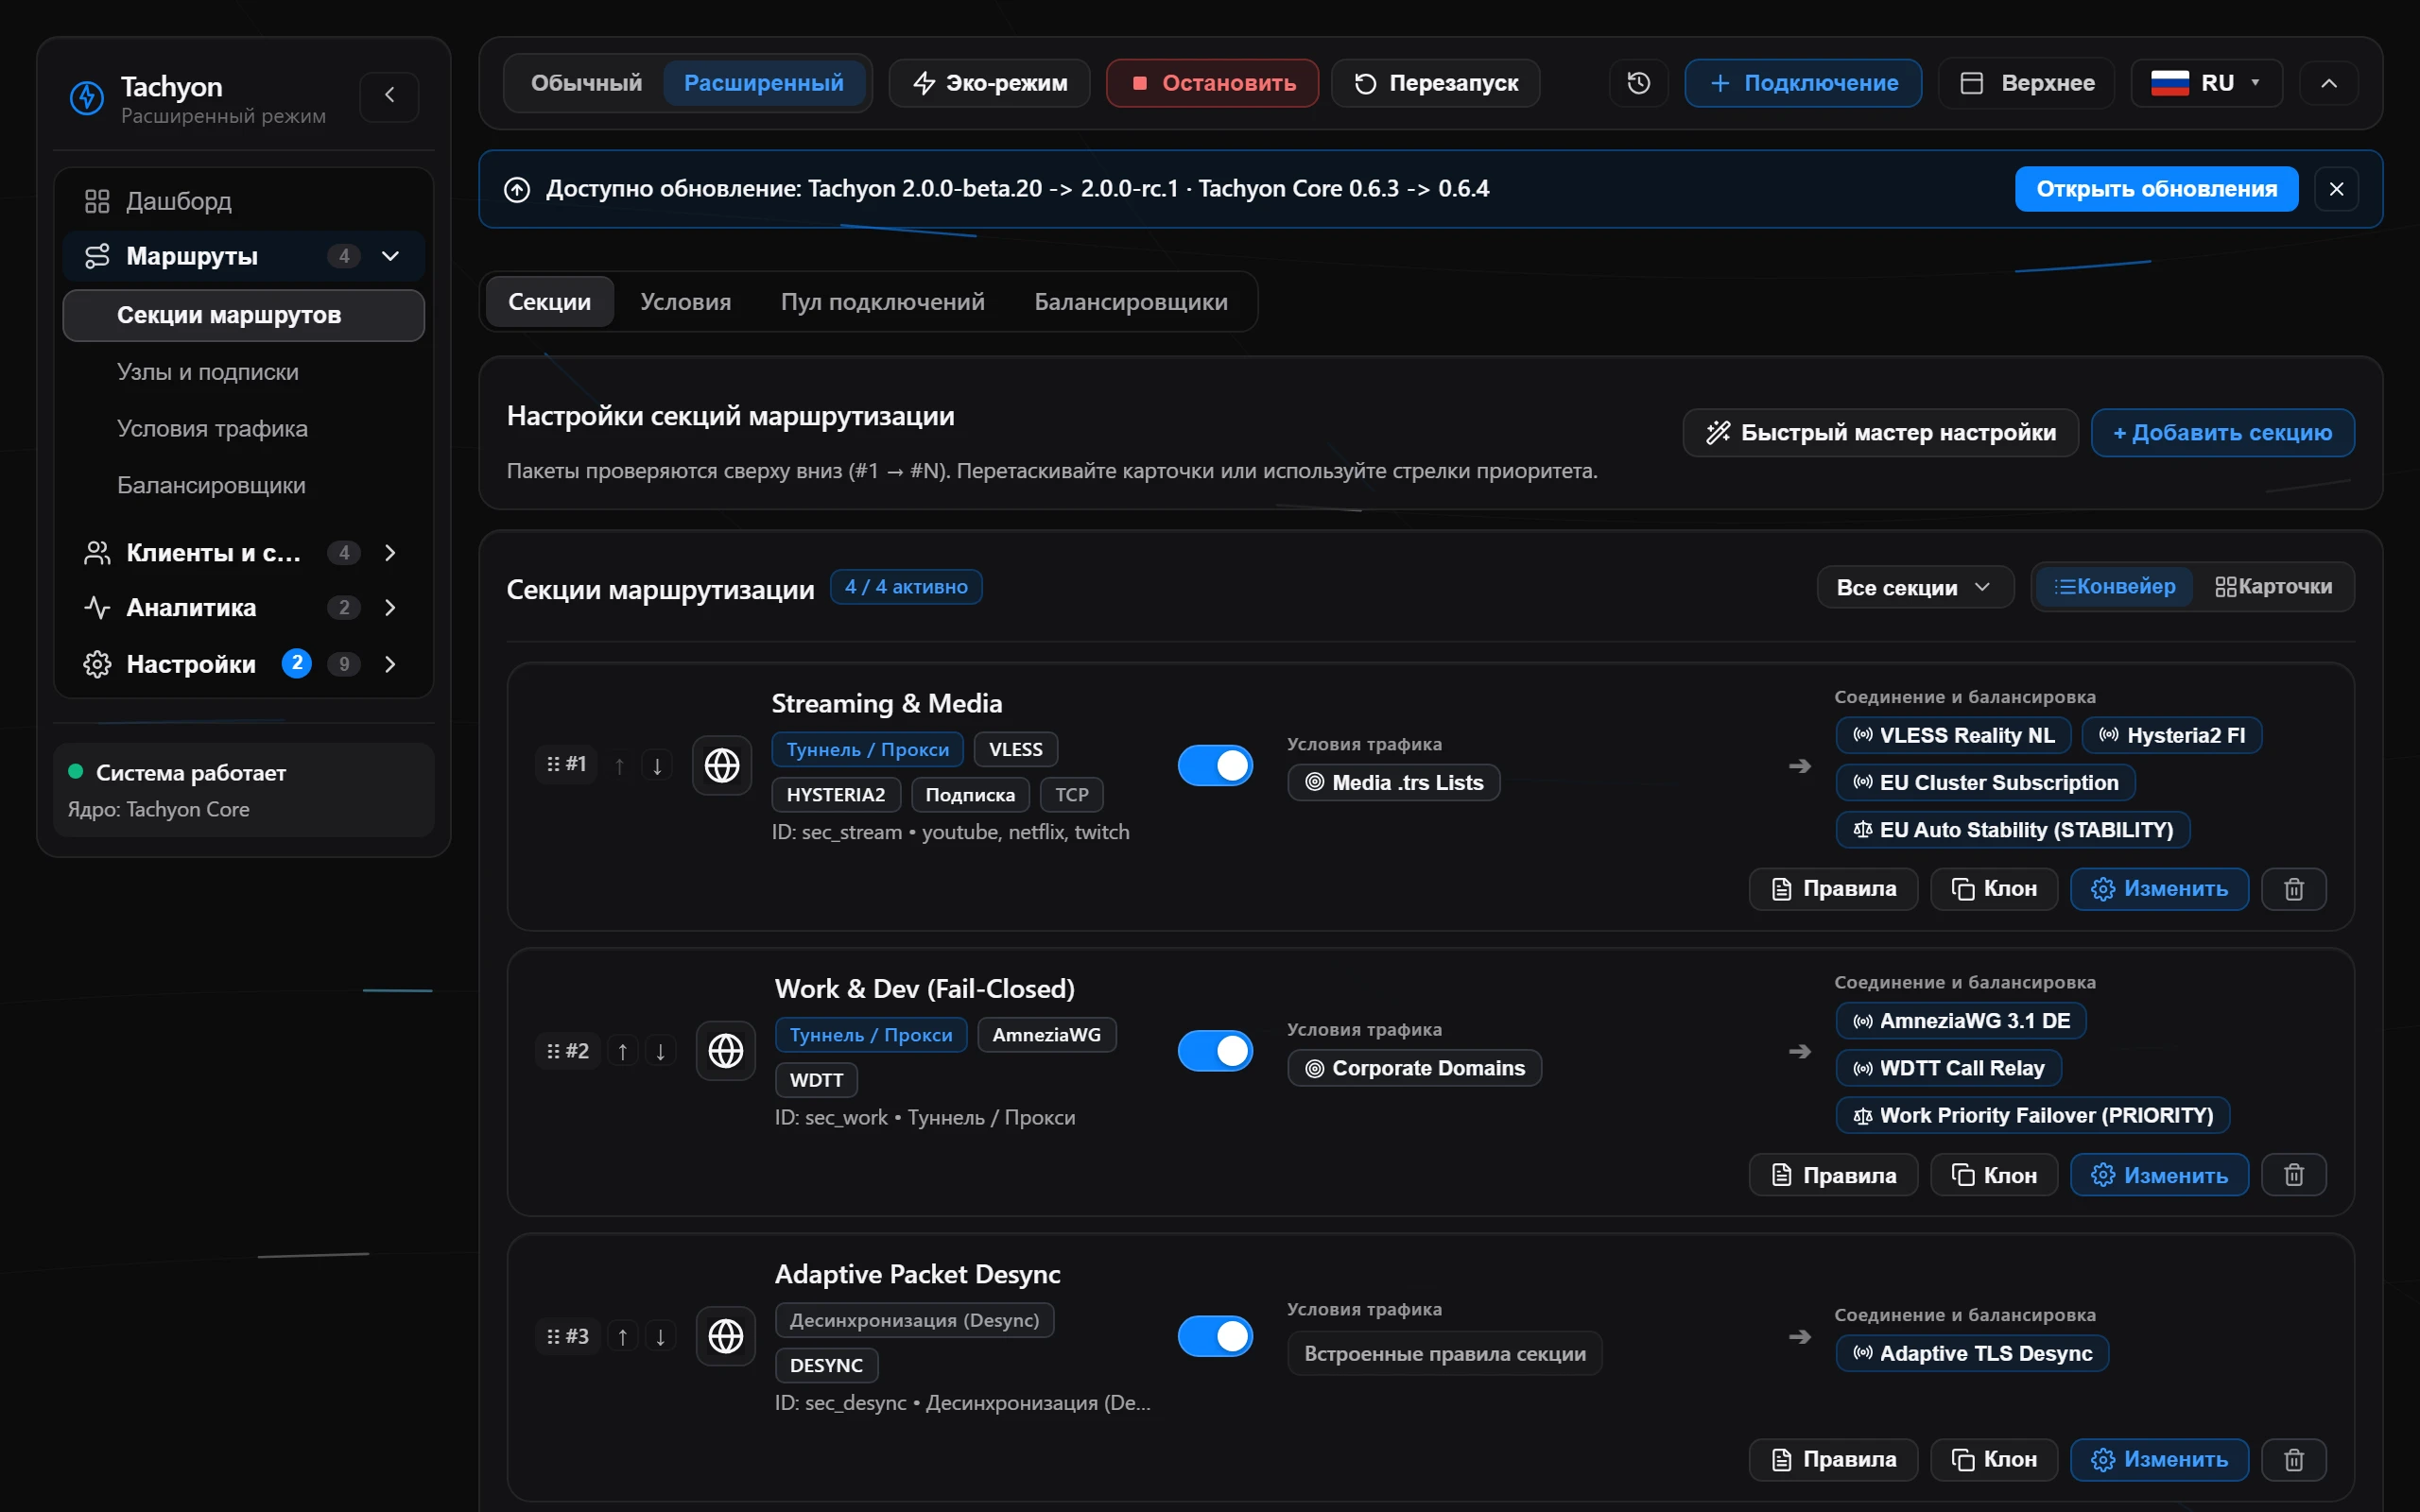 Tachyon
Расширенный режим
Дашборд
Маршруты 4
Секции маршрутов
Узлы и подписки
Условия трафика
Балансировщики
Клиенты и с... 4
Аналитика 2
Настройки 2 9
Система работает
Ядро: Tachyon Core
Обычный Расширенный Эко-режим Остановить Перезапуск Подключение Верхнее RU
Доступно обновление: Tachyon 2.0.0-beta.20 -> 2.0.0-rc.1 · Tachyon Core 0.6.3 -> 0.6.4 Открыть обновления
Секции Условия Пул подключений Балансировщики
Настройки секций маршрутизации
Пакеты проверяются сверху вниз (#1 → #N). Перетаскивайте карточки или используйте стрелки приоритета.
Быстрый мастер настройки + Добавить секцию
Секции маршрутизации 4 / 4 активно Все секции Конвейер Карточки
#1 ↑ ↓
Streaming & Media
Туннель / Прокси VLESS
HYSTERIA2 Подписка TCP
ID: sec_stream • youtube, netflix, twitch
Условия трафика
Media .trs Lists
➔
Соединение и балансировка
VLESS Reality NL Hysteria2 FI
EU Cluster Subscription
EU Auto Stability (STABILITY)
Правила Клон Изменить
#2 ↑ ↓
Work & Dev (Fail-Closed)
Туннель / Прокси AmneziaWG
WDTT
ID: sec_work • Туннель / Прокси
Условия трафика
Corporate Domains
➔
Соединение и балансировка
AmneziaWG 3.1 DE
WDTT Call Relay
Work Priority Failover (PRIORITY)
Правила Клон Изменить
#3 ↑ ↓
Adaptive Packet Desync
Десинхронизация (Desync)
DESYNC
ID: sec_desync • Десинхронизация (De...
Условия трафика
Встроенные правила секции
➔
Соединение и балансировка
Adaptive TLS Desync
Правила Клон Изменить